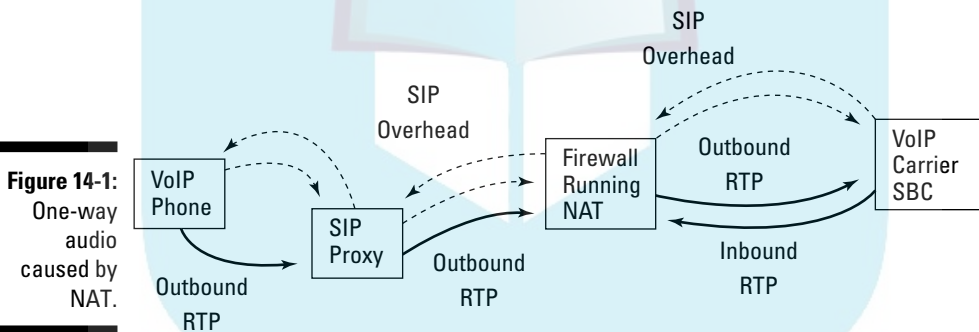 SIP
Overhead
SIP
Overhead
Figure 14-1:
One-way
audio
caused by
NAT.
VoIP
Phone
SIP
Proxy
Firewall
Running
NAT
VoIP
Carrier
SBC
Outbound
RTP
Outbound
RTP
Outbound
RTP
Inbound
RTP